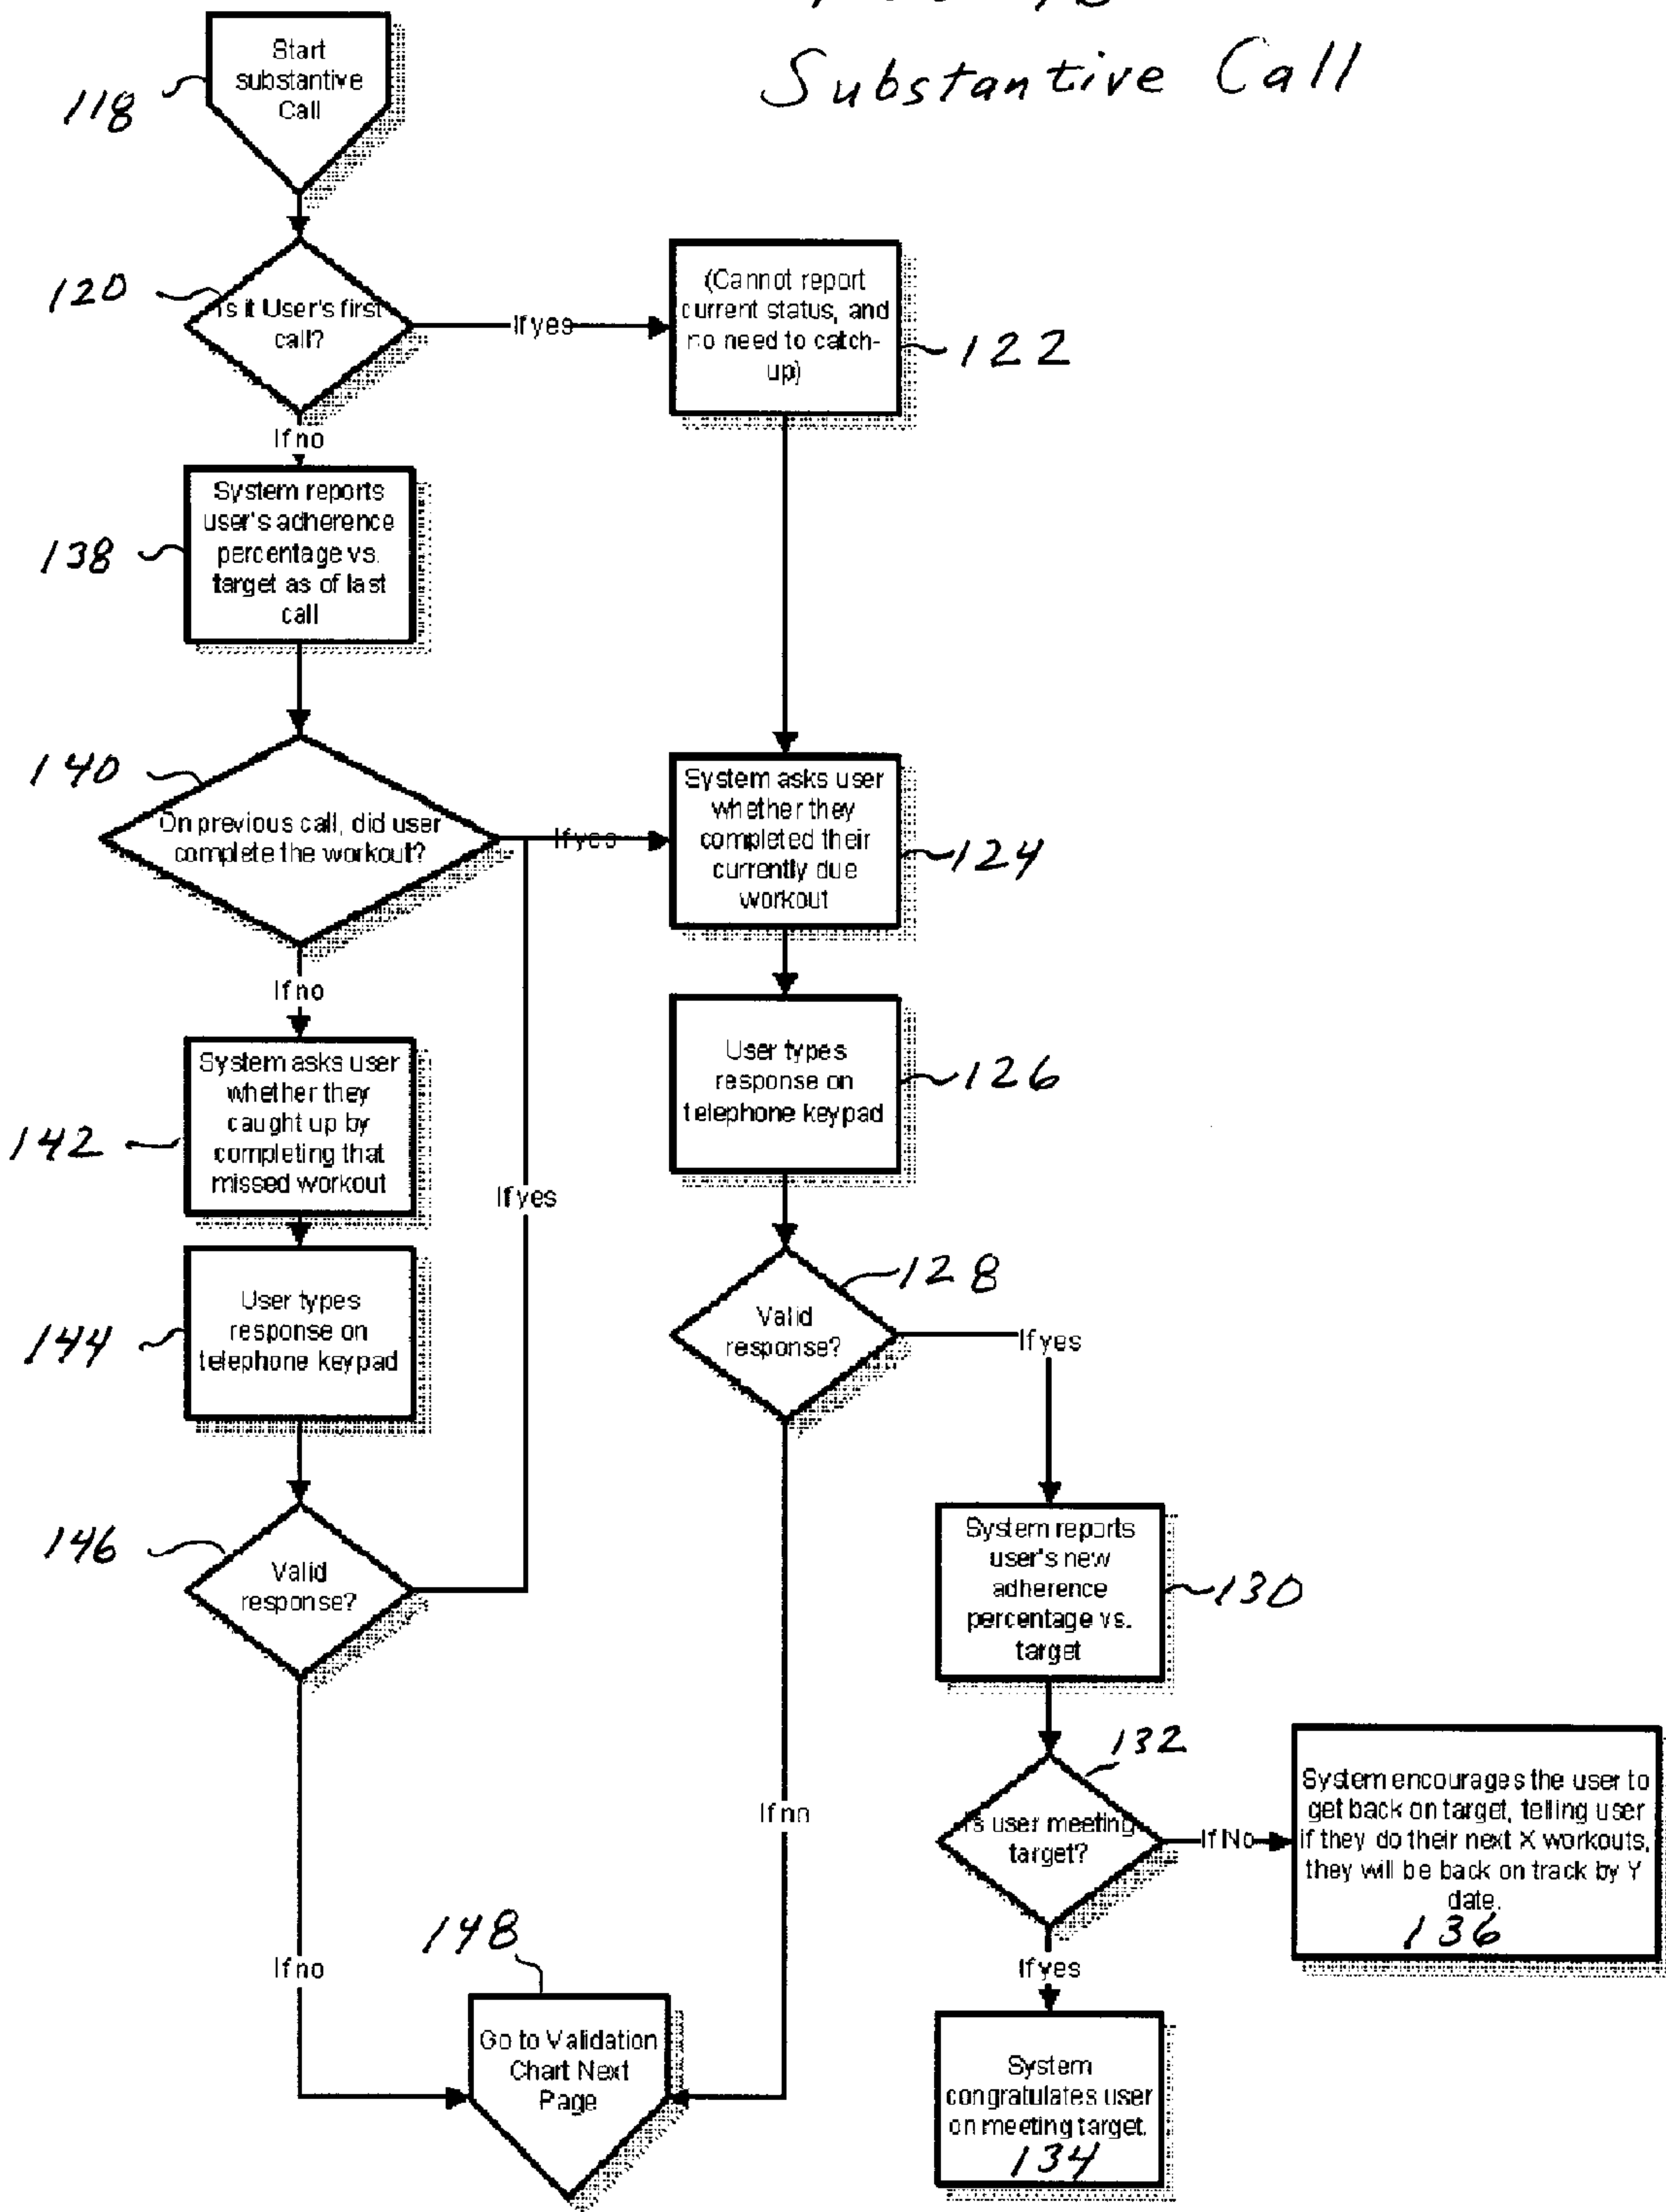 Substantive Call
Start
substantive
Call
118
120
Is it User's first
call?
If yes
(Cannot report
current status, and
no need to catch-
up)
122
If no
System reports
user's adherence
percentage vs.
target as of last
call
138
140
On previous call, did user
complete the workout?
If yes
System asks user
whether they
completed their
currently due
workout
124
If no
System asks user
whether they
caught up by
completing that
missed workout
142
If yes
User types
response on
telephone keypad
126
User types
response on
telephone keypad
144
128
Valid
response?
If yes
146
Valid
response?
System reports
user's new
adherence
percentage vs.
target
130
132
Is user meeting
target?
If No
System encourages the user to
get back on target, telling user
if they do their next X workouts,
they will be back on track by Y
date.
136
If no
If no
If yes
148
Go to Validation
Chart Next
Page
System
congratulates user
on meeting target.
134